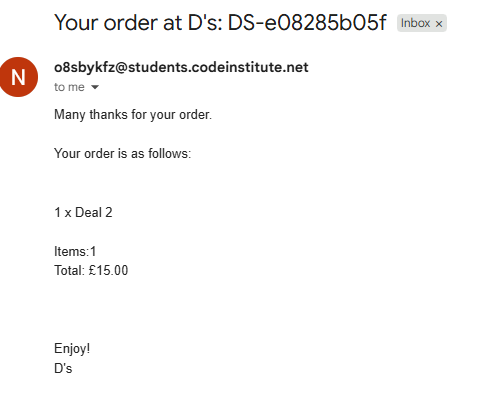 Your order at D's: DS-e08285b05f Inbox ×
N
o8sbykfz@students.codeinstitute.net
to me
Many thanks for your order.
Your order is as follows:
1 x Deal 2
Items:1
Total: £15.00
Enjoy!
D's